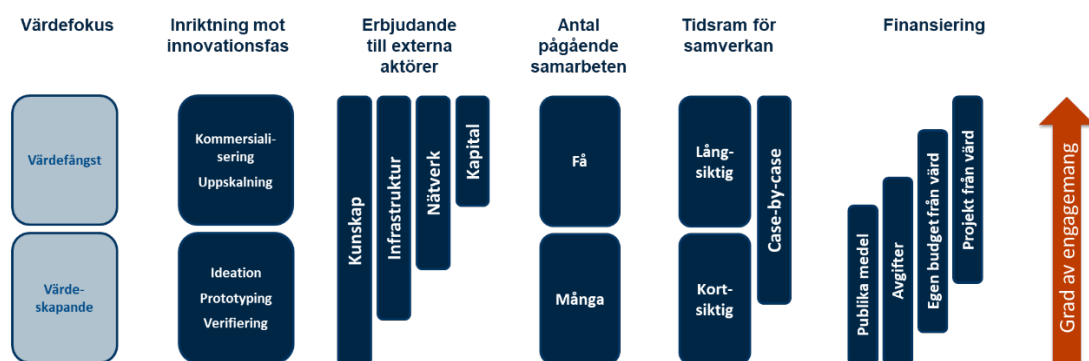 Värdefokus
Inriktning mot
innovationsfas
Erbjudande
till externa
aktörer
Antal
pågående
samarbeten
Tidsram för
samverkan
Finansiering
Värdefångst
Kommersiali-
sering
Uppskalning
Kunskap
Infrastruktur
Nätverk
Kapital
Få
Lång-
siktig
Case-by-case
Publika medel
Avgifter
Egen budget från värd
Projekt från värd
Grad av engagemang
Värde-
skapande
Ideation
Prototyping
Verifiering
Många
Kort-
siktig